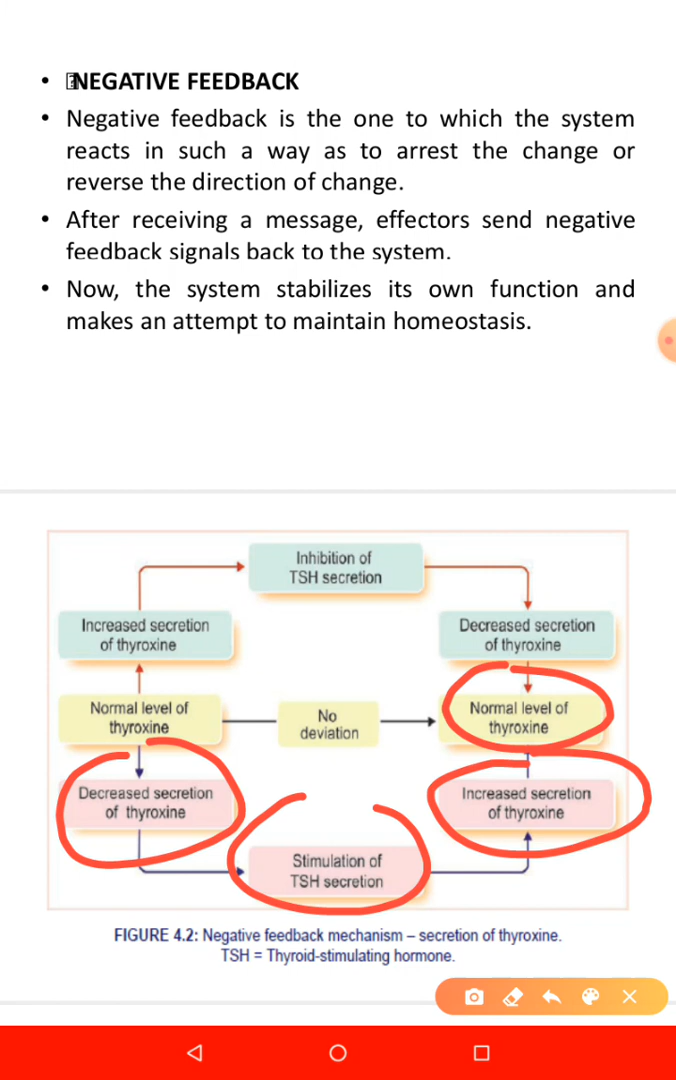 • NEGATIVE FEEDBACK
• Negative feedback is the one to which the system
reacts in such a way as to arrest the change or
reverse the direction of change.
• After receiving a message, effectors send negative
feedback signals back to the system.
• Now, the system stabilizes its own function and
makes an attempt to maintain homeostasis.
Inhibition of
TSH secretion
Increased secretion
of thyroxine
Decreased secretion
of thyroxine
Normal level of
thyroxine
No
deviation
Normal level of
thyroxine
Decreased secretion
of thyroxine
Increased secretion
of thyroxine
Stimulation of
TSH secretion
FIGURE 4.2: Negative feedback mechanism – secretion of thyroxine.
TSH = Thyroid-stimulating hormone.